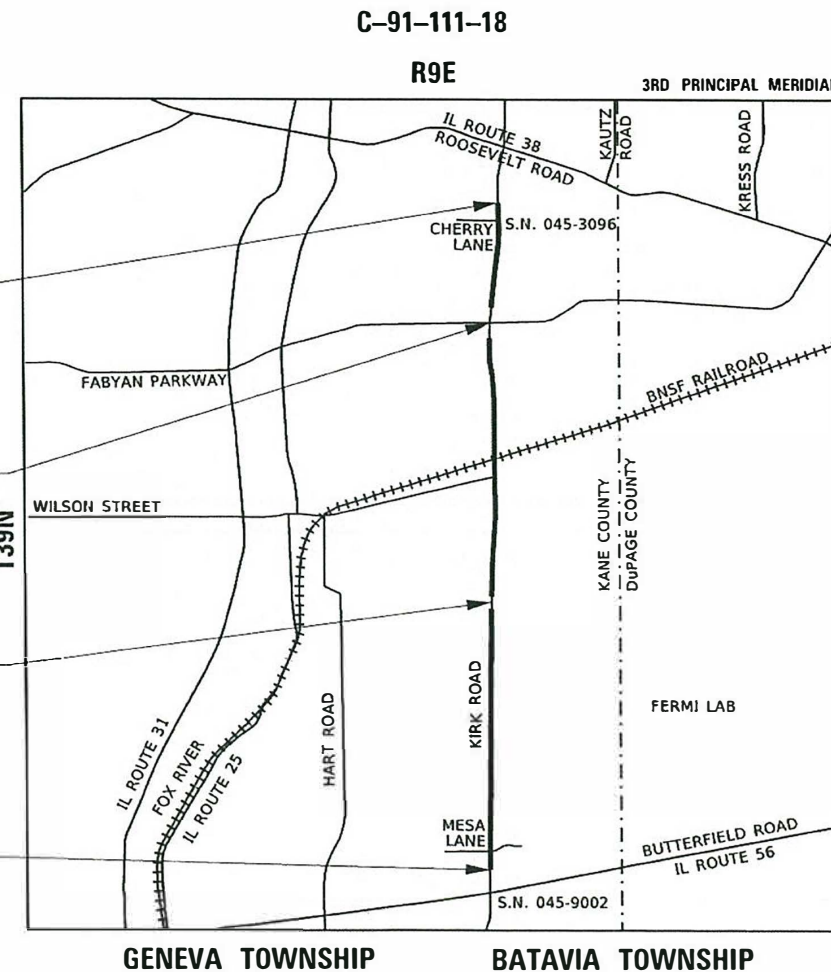 C–91–111–18
R9E
3RD PRINCIPAL MERIDIAN
IL ROUTE 38
ROOSEVELT ROAD
KAUTZ
ROAD
KRESS ROAD
CHERRY
LANE
S.N. 045-3096
FABYAN PARKWAY
BNSF RAILROAD
WILSON STREET
T39N
KANE COUNTY
DuPAGE COUNTY
IL ROUTE 31
FOX RIVER
IL ROUTE 25
HART ROAD
KIRK ROAD
FERMI LAB
MESA
LANE
BUTTERFIELD ROAD
IL ROUTE 56
S.N. 045-9002
GENEVA TOWNSHIP
BATAVIA TOWNSHIP